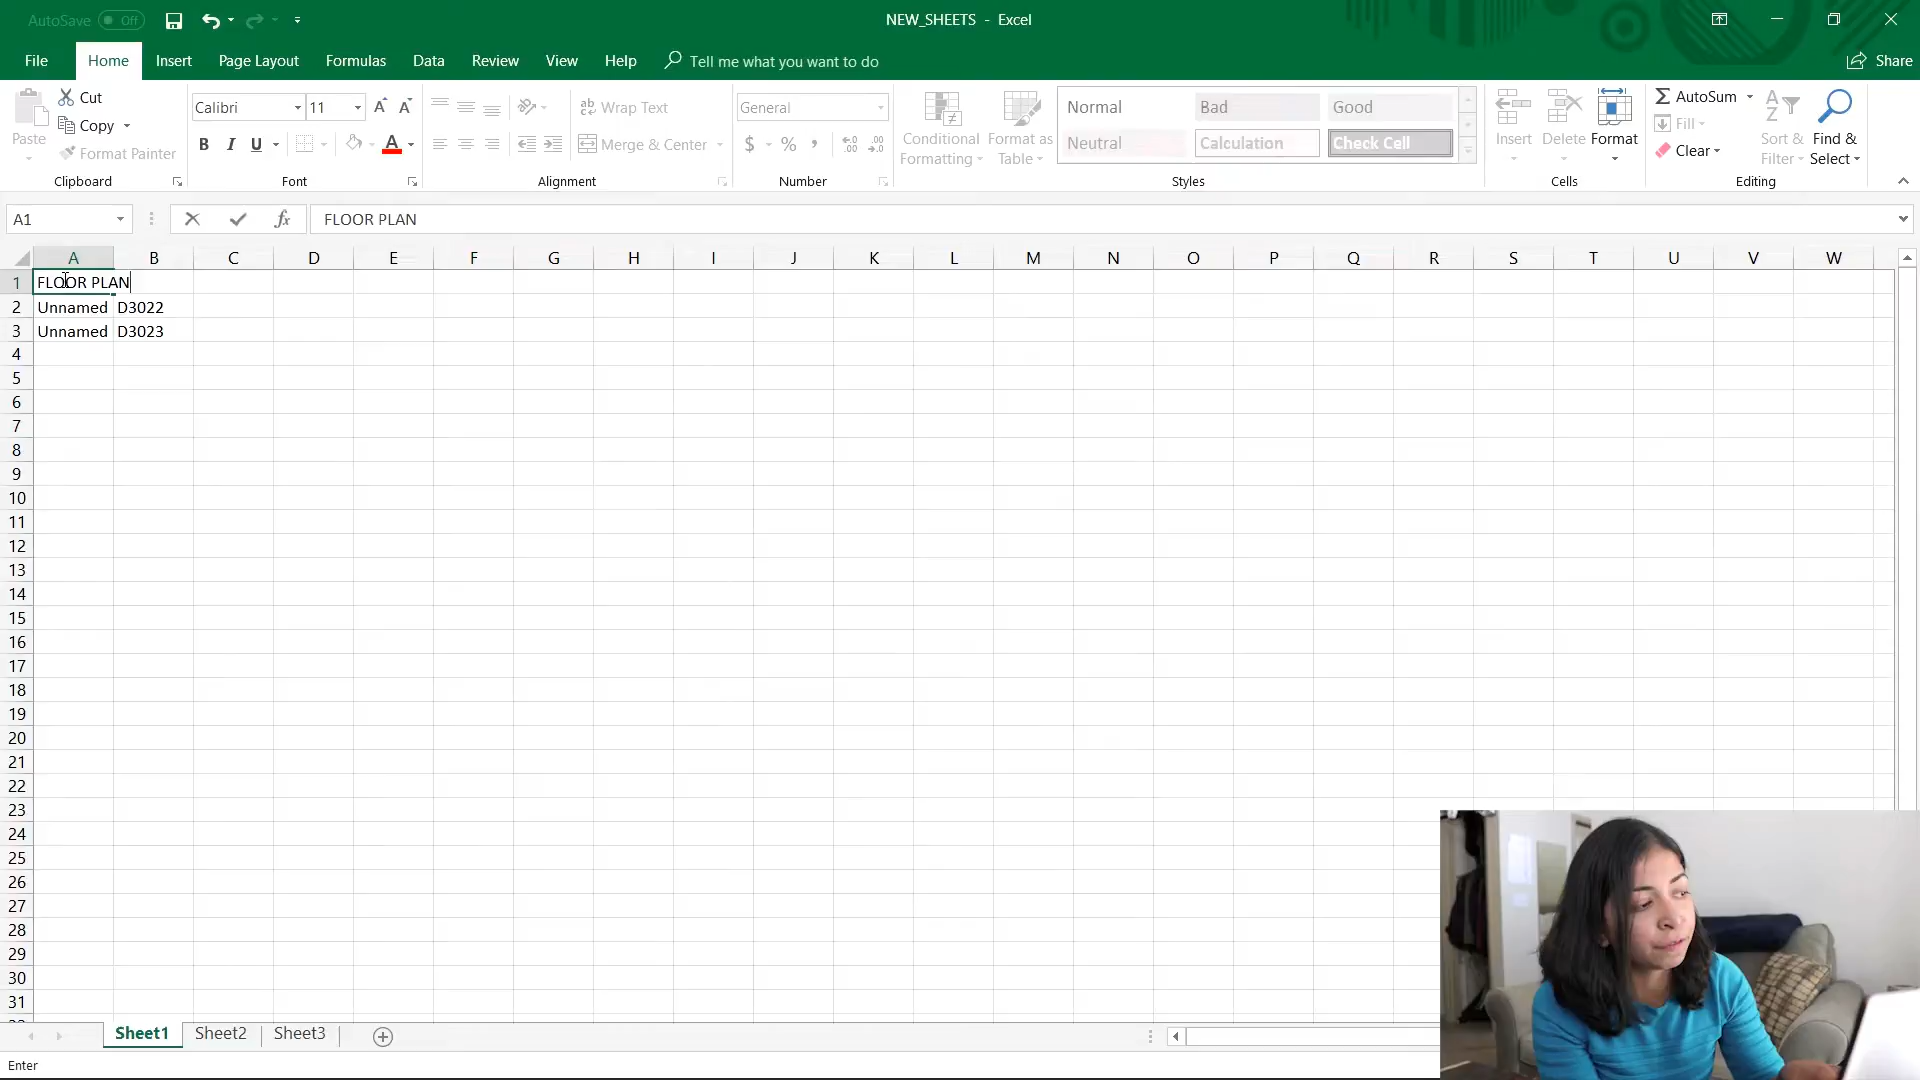 AutoSave Off NEW_SHEETS - Excel
File Home Insert Page Layout Formulas Data Review View Help Tell me what you want to do Share
Paste Cut Copy Format Painter Clipboard
Calibri 11 A A B I U A Font
Wrap Text Merge & Center Alignment
General $ % , Number
Conditional Formatting Format as Table Normal Bad Good Neutral Calculation Check Cell Styles
Insert Delete Format Cells
AutoSum Fill Clear Sort & Filter Find & Select Editing
A1 fx FLOOR PLAN
A B C D E F G H I J K L M N O P Q R S T U V W
1 FLOOR PLAN
2 Unnamed D3022
3 Unnamed D3023
4
5
6
7
8
9
10
11
12
13
14
15
16
17
18
19
20
21
22
23
24
25
26
27
28
29
30
31
Sheet1 Sheet2 Sheet3
Enter